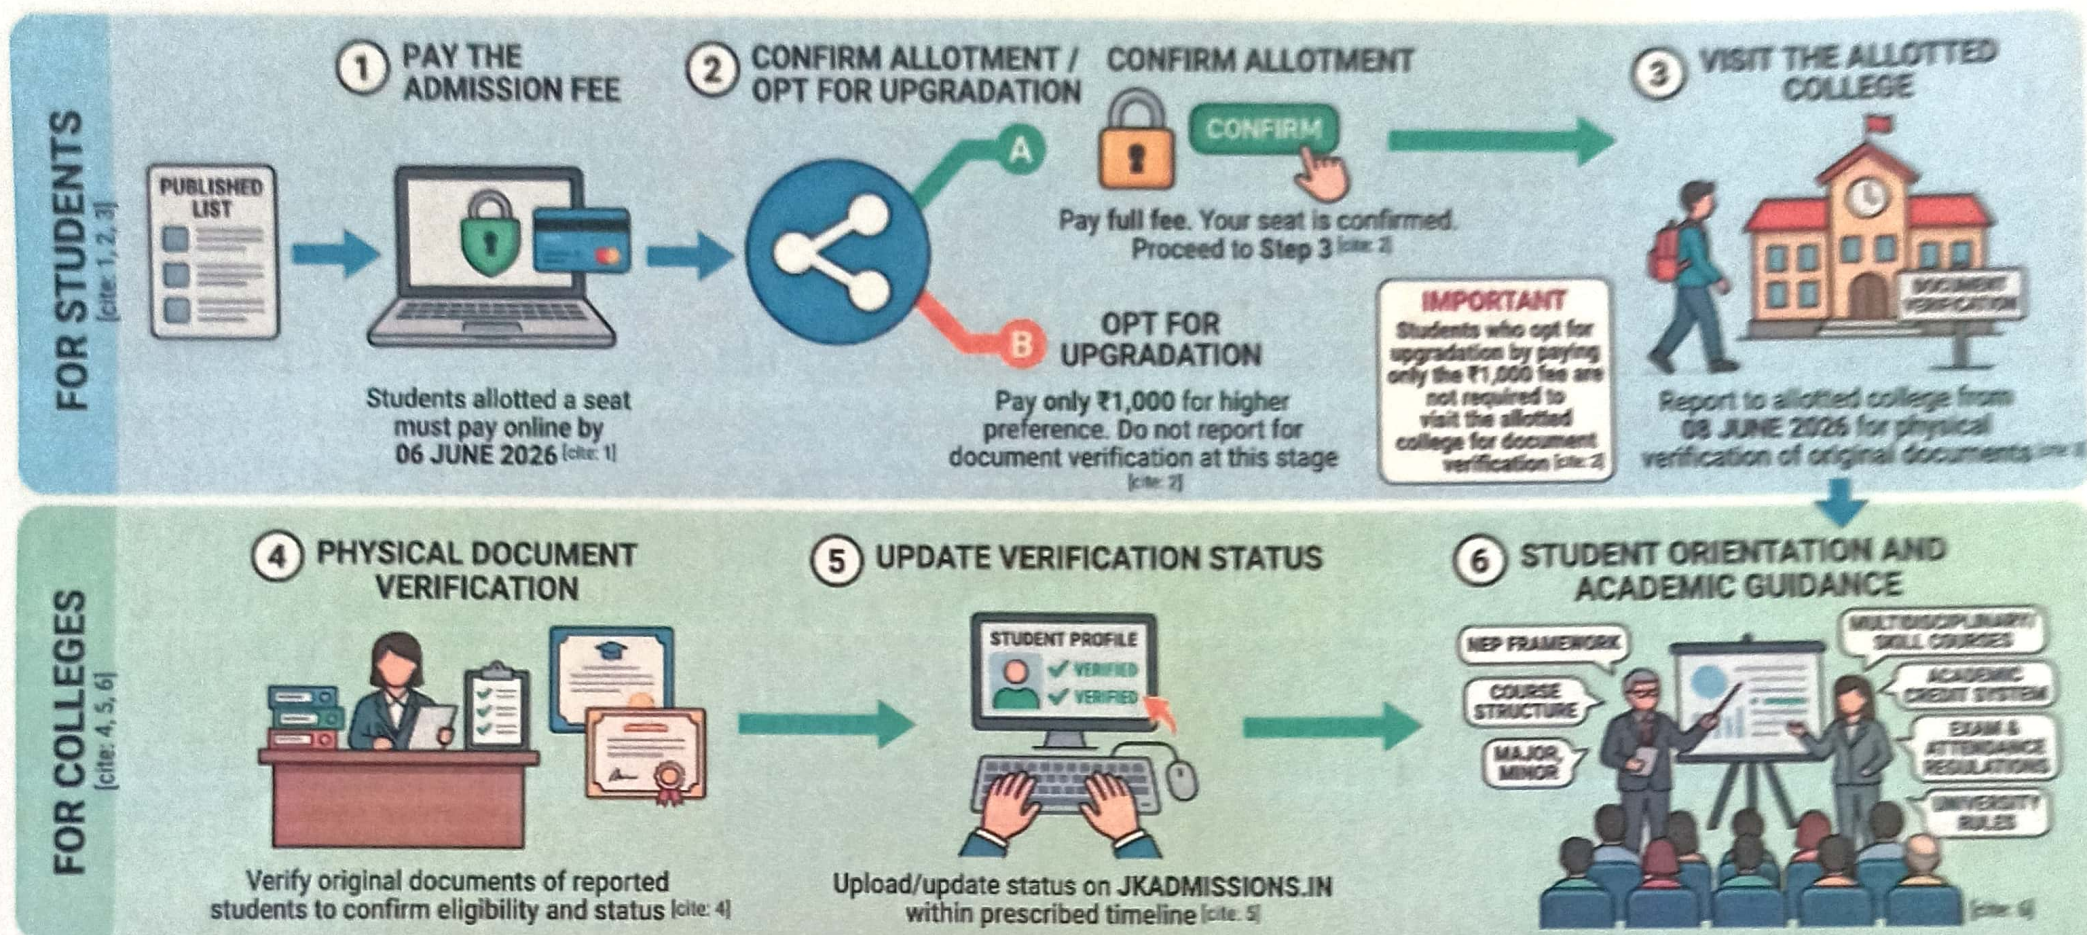 FOR STUDENTS
[cite: 1, 2, 3]
1 PAY THE
ADMISSION FEE
PUBLISHED
LIST
Students allotted a seat
must pay online by
06 JUNE 2026 [cite: 1]
2 CONFIRM ALLOTMENT /
OPT FOR UPGRADATION
A
CONFIRM ALLOTMENT
CONFIRM
Pay full fee. Your seat is confirmed.
Proceed to Step 3 [cite: 2]
B
OPT FOR
UPGRADATION
Pay only ₹1,000 for higher
preference. Do not report for
document verification at this stage
[cite: 2]
IMPORTANT
Students who opt for
upgradation by paying
only the ₹1,000 fee are
not required to
visit the allotted
college for document
verification [cite: 2]
3 VISIT THE ALLOTTED
COLLEGE
DOCUMENT
VERIFICATION
Report to allotted college from
08 JUNE 2026 for physical
verification of original documents
FOR COLLEGES
[cite: 4, 5, 6]
4 PHYSICAL DOCUMENT
VERIFICATION
Verify original documents of reported
students to confirm eligibility and status [cite: 4]
5 UPDATE VERIFICATION STATUS
STUDENT PROFILE
VERIFIED
VERIFIED
Upload/update status on JKADMISSIONS.IN
within prescribed timeline [cite: 5]
6 STUDENT ORIENTATION AND
ACADEMIC GUIDANCE
NEP FRAMEWORK
COURSE
STRUCTURE
MAJOR,
MINOR
MULTIDISCIPLINARY/
SKILL COURSES
ACADEMIC
CREDIT SYSTEM
EXAM &
ATTENDANCE
REGULATIONS
UNIVERSITY
RULES
[cite: 6]